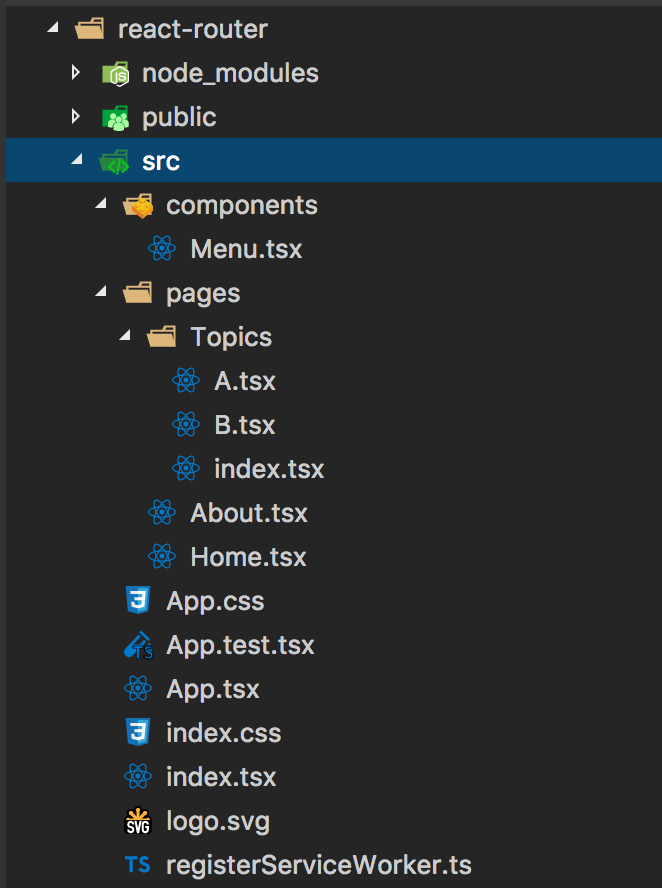 react-router
node_modules
public
src
components
Menu.tsx
pages
Topics
A.tsx
B.tsx
index.tsx
About.tsx
Home.tsx
App.css
App.test.tsx
App.tsx
index.css
index.tsx
logo.svg
TS registerServiceWorker.ts